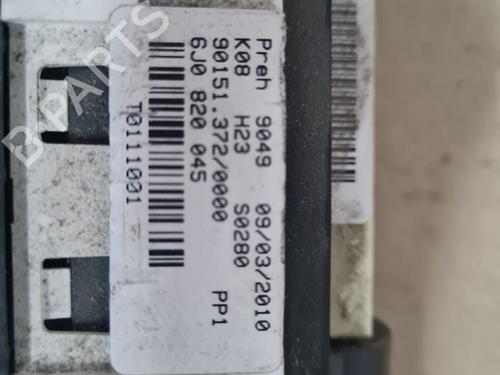 Preh 9049 09/03/2010
K08 H23 S0280
90151.372/0000
6J0 820 045 PP1
T0111001
B-PARTS